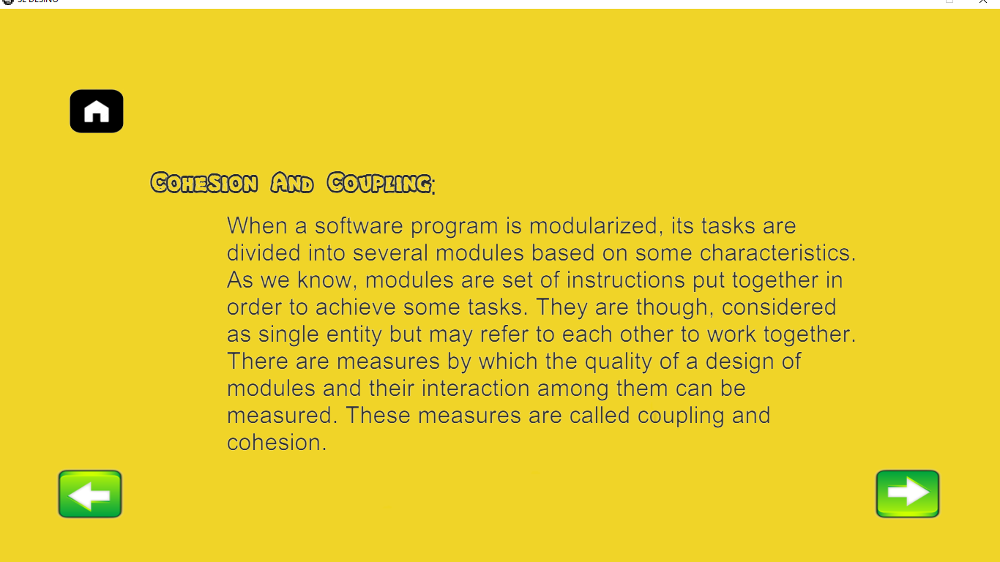 SE DESING
Cohesion And Coupling:
When a software program is modularized, its tasks are
divided into several modules based on some characteristics.
As we know, modules are set of instructions put together in
order to achieve some tasks. They are though, considered
as single entity but may refer to each other to work together.
There are measures by which the quality of a design of
modules and their interaction among them can be
measured. These measures are called coupling and
cohesion.